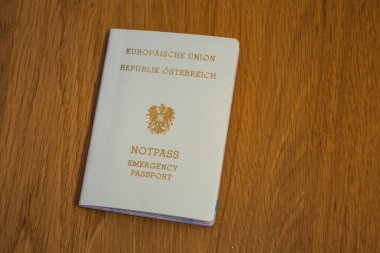 EUROPÄISCHE UNION
REPUBLIK ÖSTERREICH
NOTPASS
EMERGENCY
PASSPORT